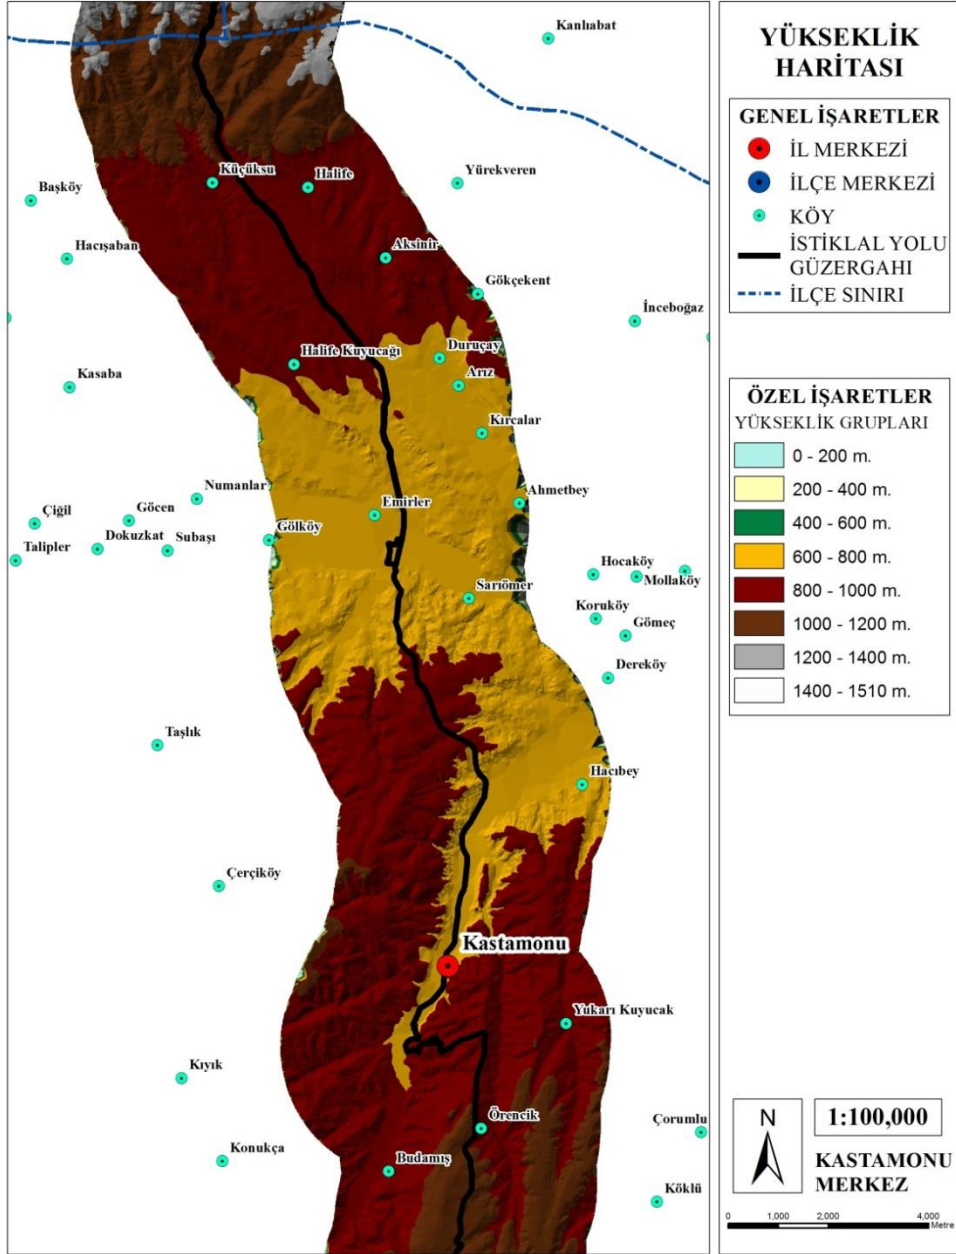 Kanlıabat
Küçüksu
Halife
Yürekveren
Başköy
Hacışaban
Aksinir
Gökçekent
İnceboğaz
Halife Kuyucağı
Duruçay
Kasaba
Arız
Kırcalar
Numanlar
Ahmetbey
Emirler
Çiğil
Göcen
Gölköy
Talipler
Dokuzkat
Subaşı
Hocaköy
Mollaköy
Sarıömer
Koruköy
Gömeç
Dereköy
Taşlık
Hacıbey
Çerçiköy
Kastamonu
Yukarı Kuyucak
Kıyık
Örencik
Çorumlu
Konukça
Budamış
Köklü
YÜKSEKLİK
HARİTASI
GENEL İŞARETLER
İL MERKEZİ
İLÇE MERKEZİ
KÖY
İSTİKLAL YOLU
GÜZERGAHI
İLÇE SINIRI
ÖZEL İŞARETLER
YÜKSEKLİK GRUPLARI
0 - 200 m.
200 - 400 m.
400 - 600 m.
600 - 800 m.
800 - 1000 m.
1000 - 1200 m.
1200 - 1400 m.
1400 - 1510 m.
N
1:100,000
KASTAMONU
MERKEZ
0 1,000 2,000 4,000
Metre